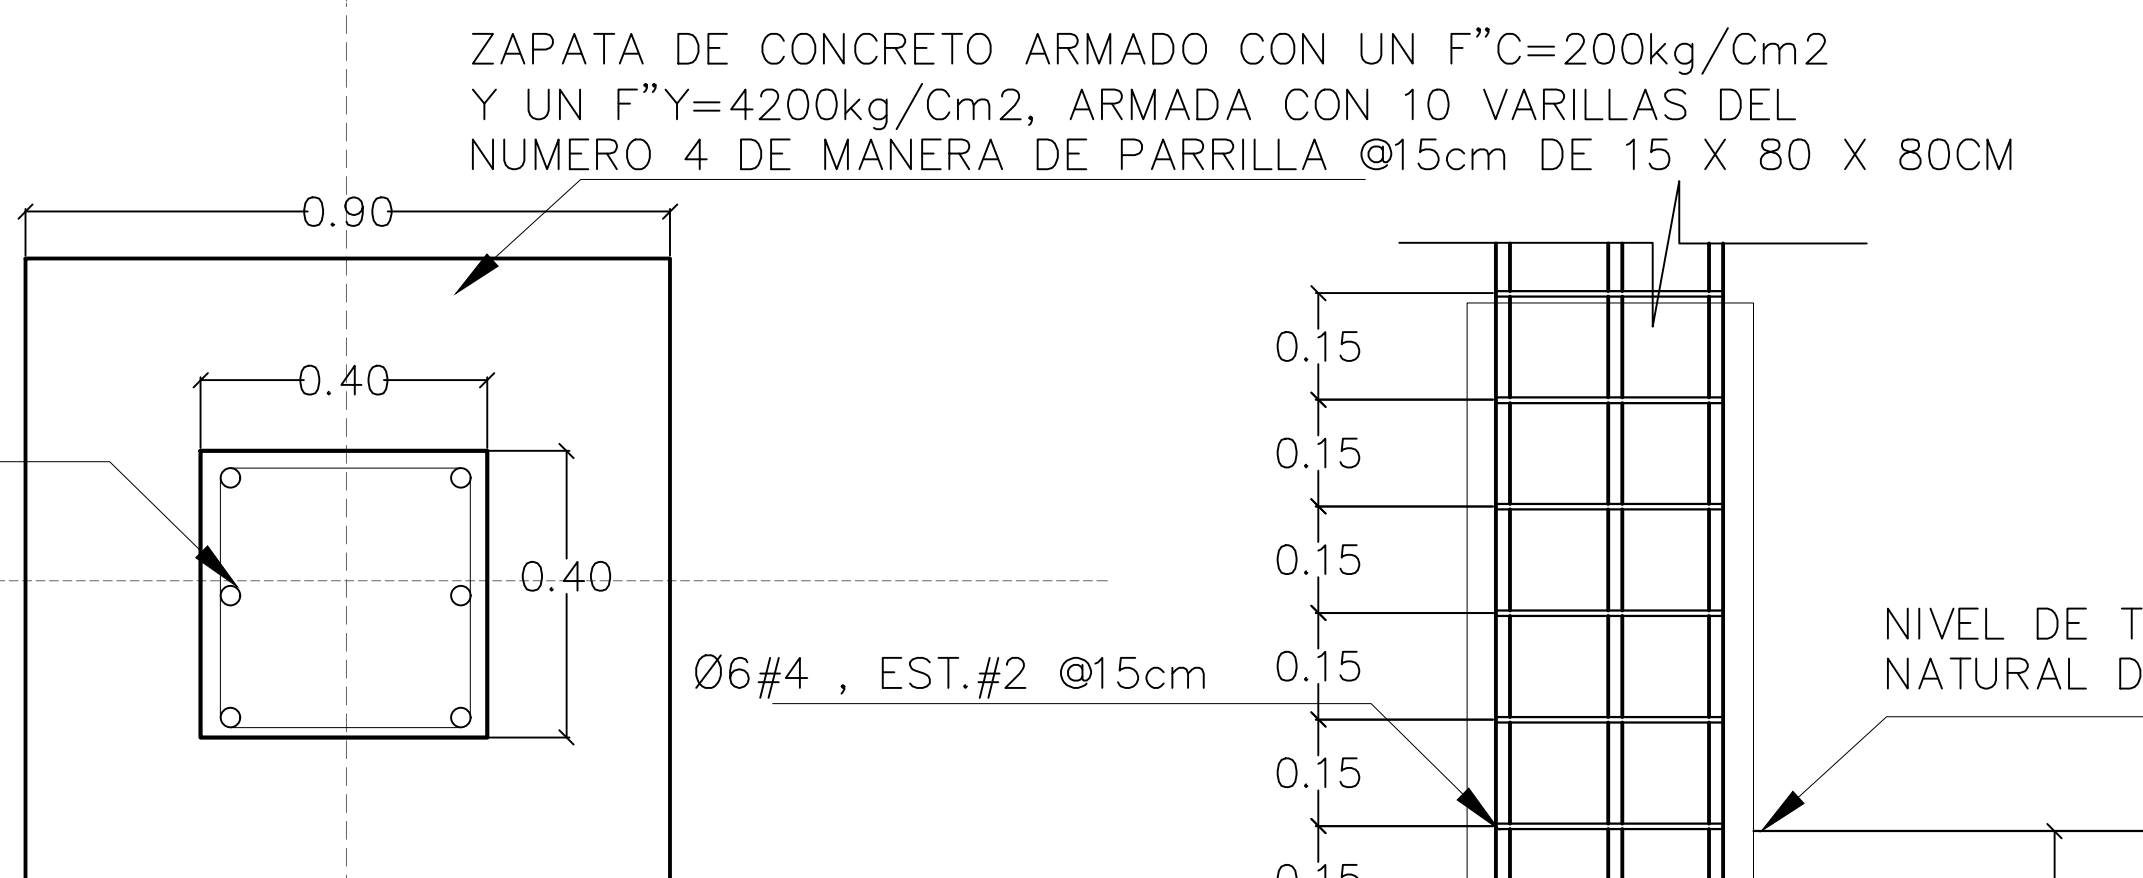 ZAPATA DE CONCRETO ARMADO CON UN F”C=200kg/Cm2
Y UN F”Y=4200kg/Cm2, ARMADA CON 10 VARILLAS DEL
NUMERO 4 DE MANERA DE PARRILLA @15cm DE 15 X 80 X 80CM
0.90
0.40
0.40
Ø6#4 , EST.#2 @15cm
0.15
0.15
0.15
0.15
0.15
0.15
NIVEL DE T
NATURAL D